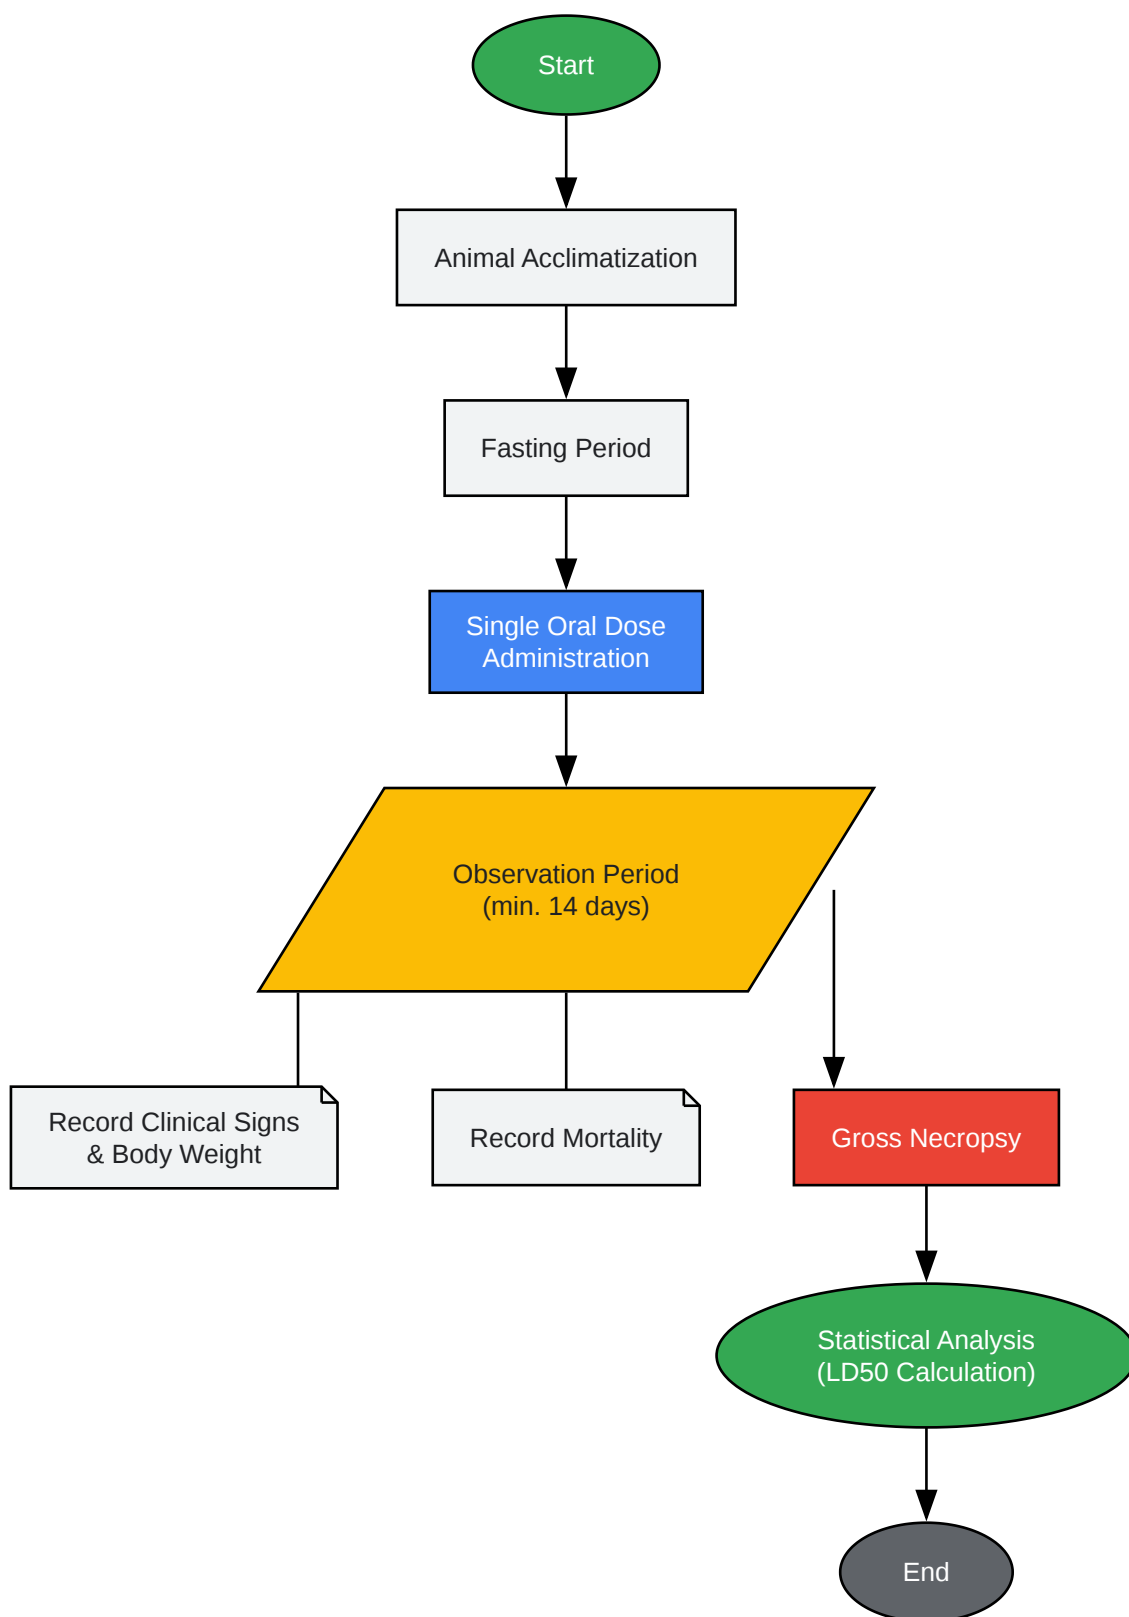 Start
Animal Acclimatization
Fasting Period
Single Oral Dose
Administration
Observation Period
(min. 14 days)
Record Clinical Signs
& Body Weight
Record Mortality
Gross Necropsy
Statistical Analysis
(LD50 Calculation)
End